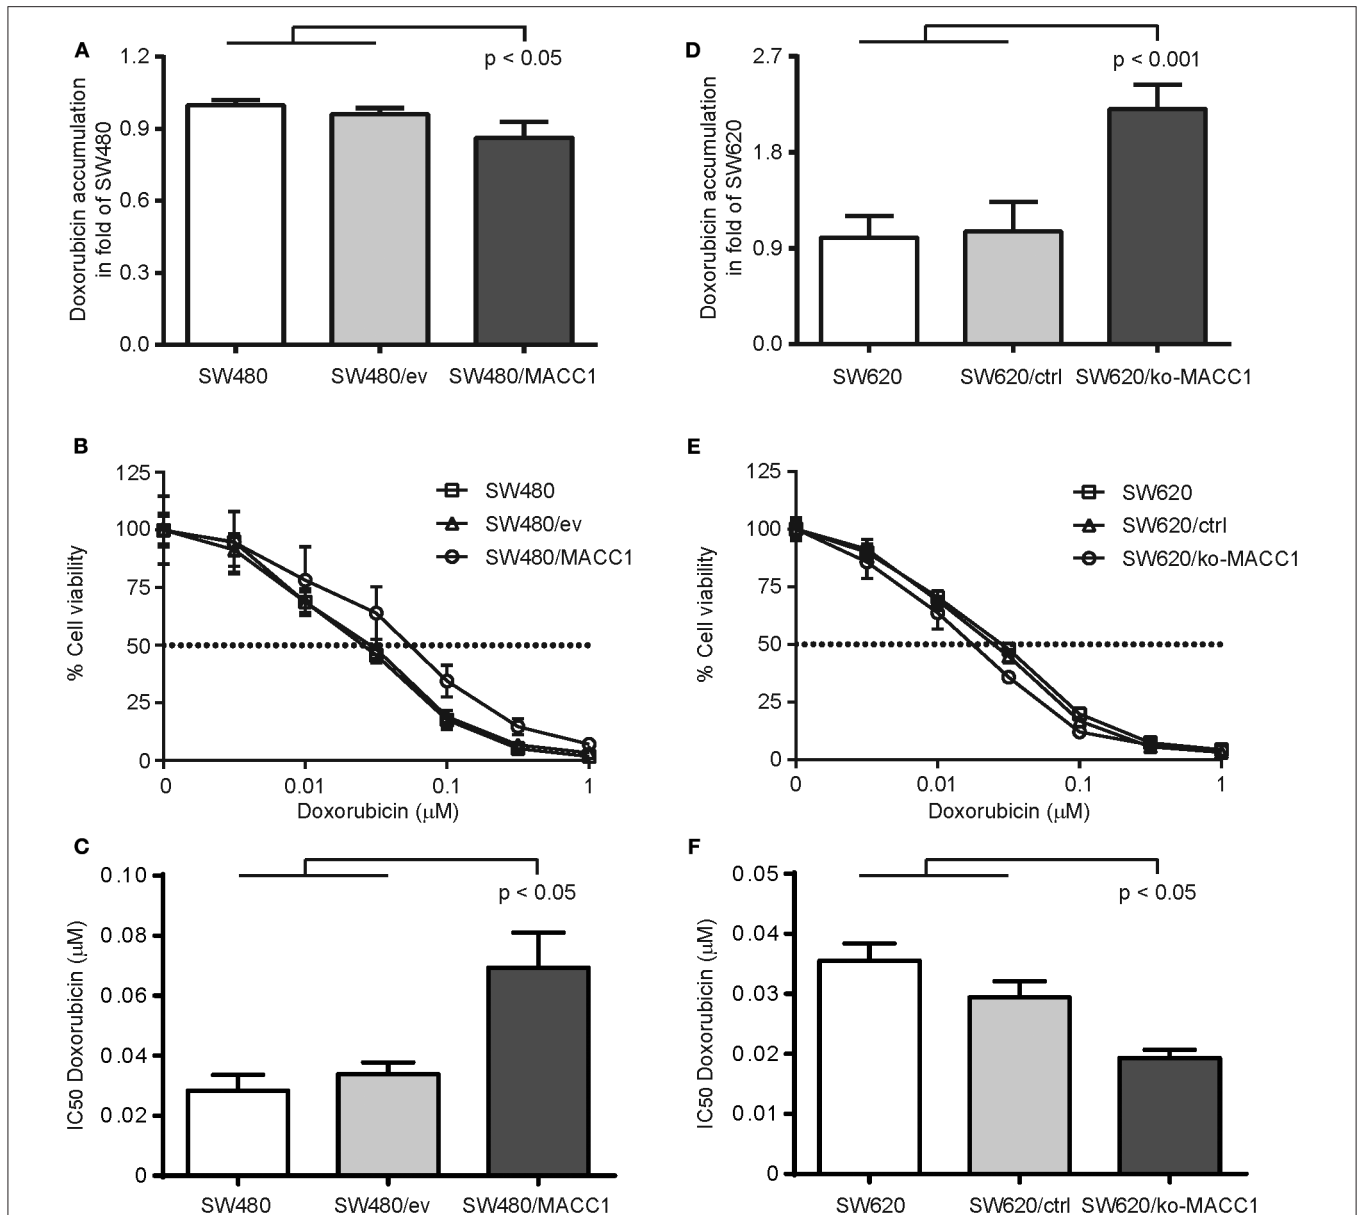 A
p < 0.05
Doxorubicin accumulation
in fold of SW480
1.2
0.9
0.6
0.3
0.0
SW480
SW480/ev
SW480/MACC1
D
p < 0.001
Doxorubicin accumulation
in fold of SW620
2.7
1.8
0.9
0.0
SW620
SW620/ctrl
SW620/ko-MACC1
B
% Cell viability
125
100
75
50
25
0
SW480
SW480/ev
SW480/MACC1
0
0.01
0.1
1
Doxorubicin (μM)
E
% Cell viability
125
100
75
50
25
0
SW620
SW620/ctrl
SW620/ko-MACC1
0
0.01
0.1
1
Doxorubicin (μM)
C
p < 0.05
IC50 Doxorubicin (μM)
0.10
0.08
0.06
0.04
0.02
0
SW480
SW480/ev
SW480/MACC1
F
p < 0.05
IC50 Doxorubicin (μM)
0.05
0.04
0.03
0.02
0.01
0
SW620
SW620/ctrl
SW620/ko-MACC1